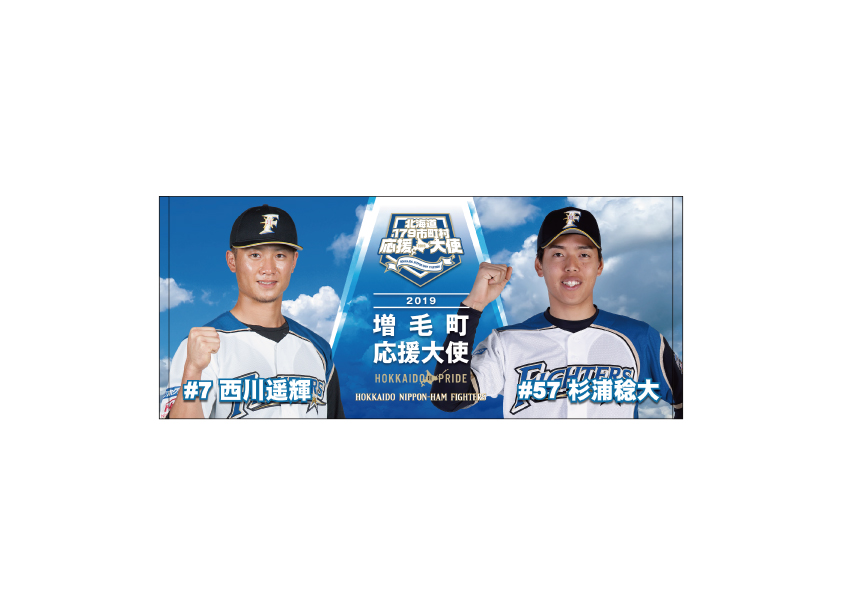 北海道
179市町村
応援大使
2019
増毛町
応援大使
HOKKAIDO PRIDE
HOKKAIDO NIPPON-HAM FIGHTERS
#7 西川遥輝
FIGHTERS
#57 杉浦稔大